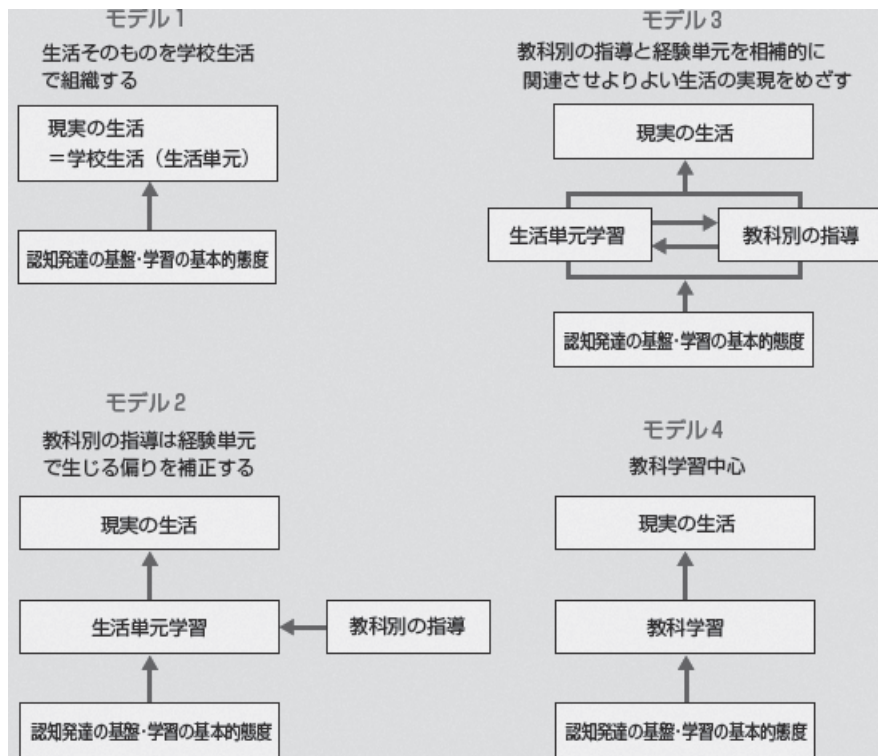 モデル1
生活そのものを学校生活
で組織する
現実の生活
＝学校生活（生活単元）
認知発達の基盤・学習の基本的態度
モデル2
教科別の指導は経験単元
で生じる偏りを補正する
現実の生活
生活単元学習
教科別の指導
認知発達の基盤・学習の基本的態度
モデル3
教科別の指導と経験単元を相補的に
関連させよりよい生活の実現をめざす
現実の生活
生活単元学習
教科別の指導
認知発達の基盤・学習の基本的態度
モデル4
教科学習中心
現実の生活
教科学習
認知発達の基盤・学習の基本的態度